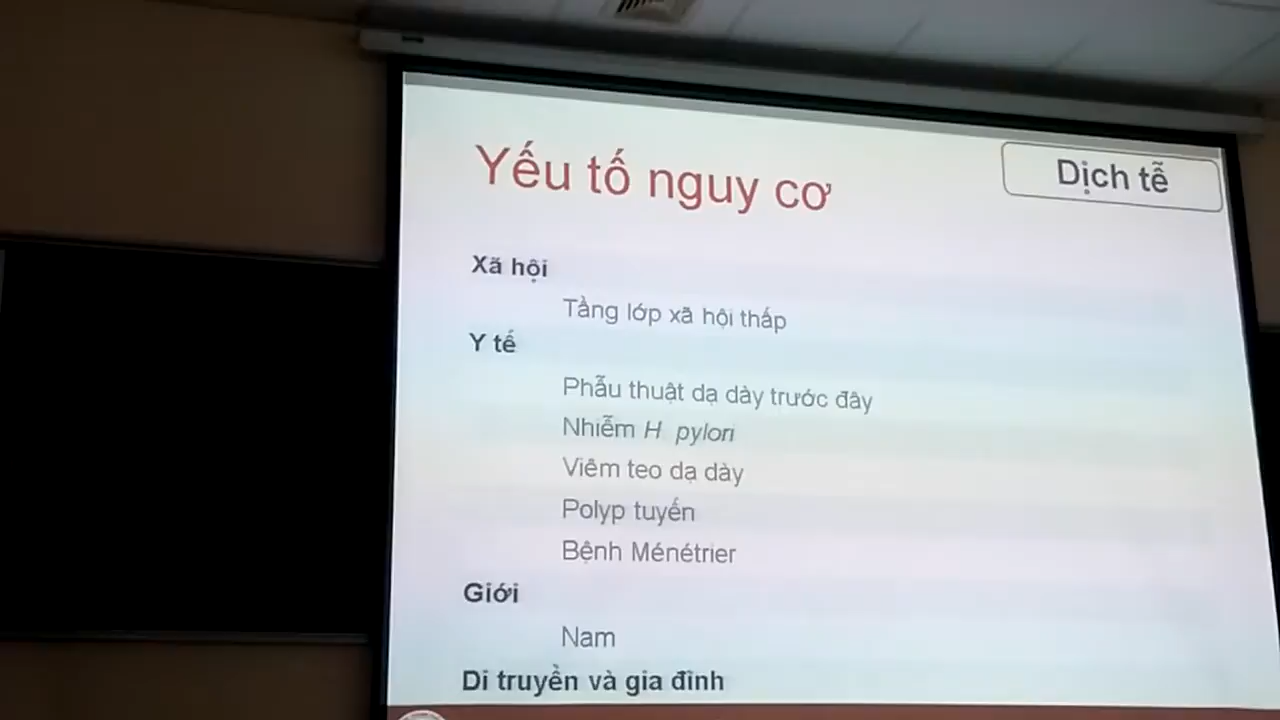 Yếu tố nguy cơ
Dịch tễ
Xã hội
Tầng lớp xã hội thấp
Y tế
Phẫu thuật dạ dày trước đây
Nhiễm H pylori
Viêm teo dạ dày
Polyp tuyến
Bệnh Ménétrier
Giới
Nam
Di truyền và gia đình